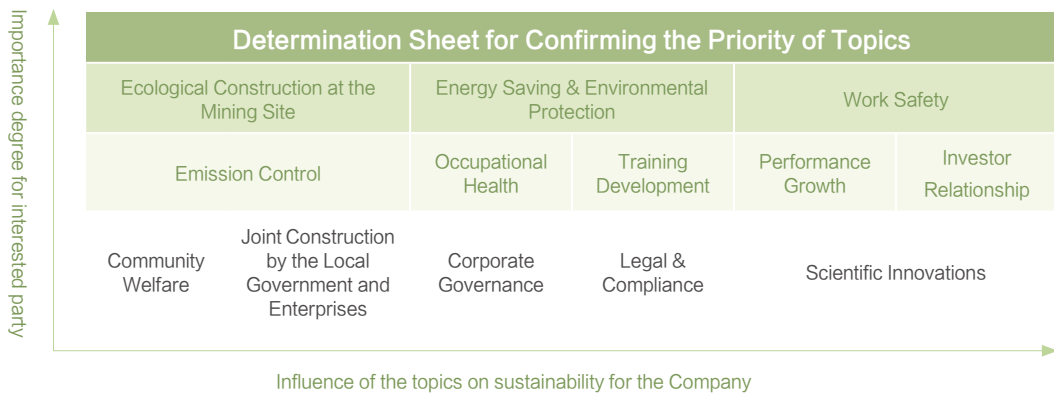 Importance degree for interested party
Determination Sheet for Confirming the Priority of Topics
Ecological Construction at the
Mining Site
Energy Saving & Environmental
Protection
Work Safety
Emission Control
Occupational
Health
Training
Development
Performance
Growth
Investor
Relationship
Community
Welfare
Joint Construction
by the Local
Government and
Enterprises
Corporate
Governance
Legal &
Compliance
Scientific Innovations
Influence of the topics on sustainability for the Company